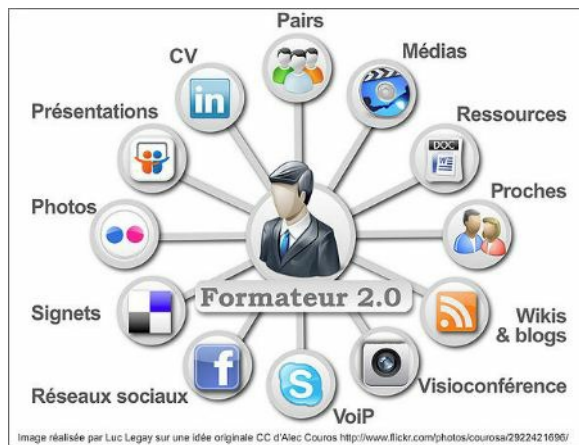 Pairs
CV
Médias
in
Présentations
Ressources
DOC
W
Photos
Proches
Formateur 2.0
Signets
Wikis
& blogs
f
S
Réseaux sociaux
Visioconférence
VoiP
Image réalisée par Luc Legay sur une idée originale CC d'Alec Couros http://www.flickr.com/photos/courosa/2922421696/